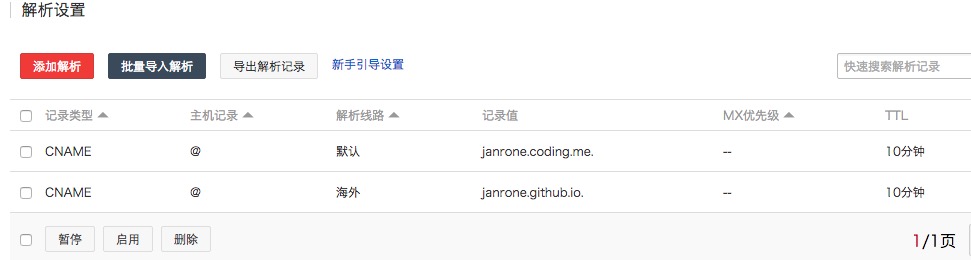 解析设置
添加解析 批量导入解析 导出解析记录 新手引导设置 快速搜索解析记录
记录类型 主机记录 解析线路 记录值 MX优先级 TTL
CNAME @ 默认 janrone.coding.me. -- 10分钟
CNAME @ 海外 janrone.github.io. -- 10分钟
暂停 启用 删除 1/1页